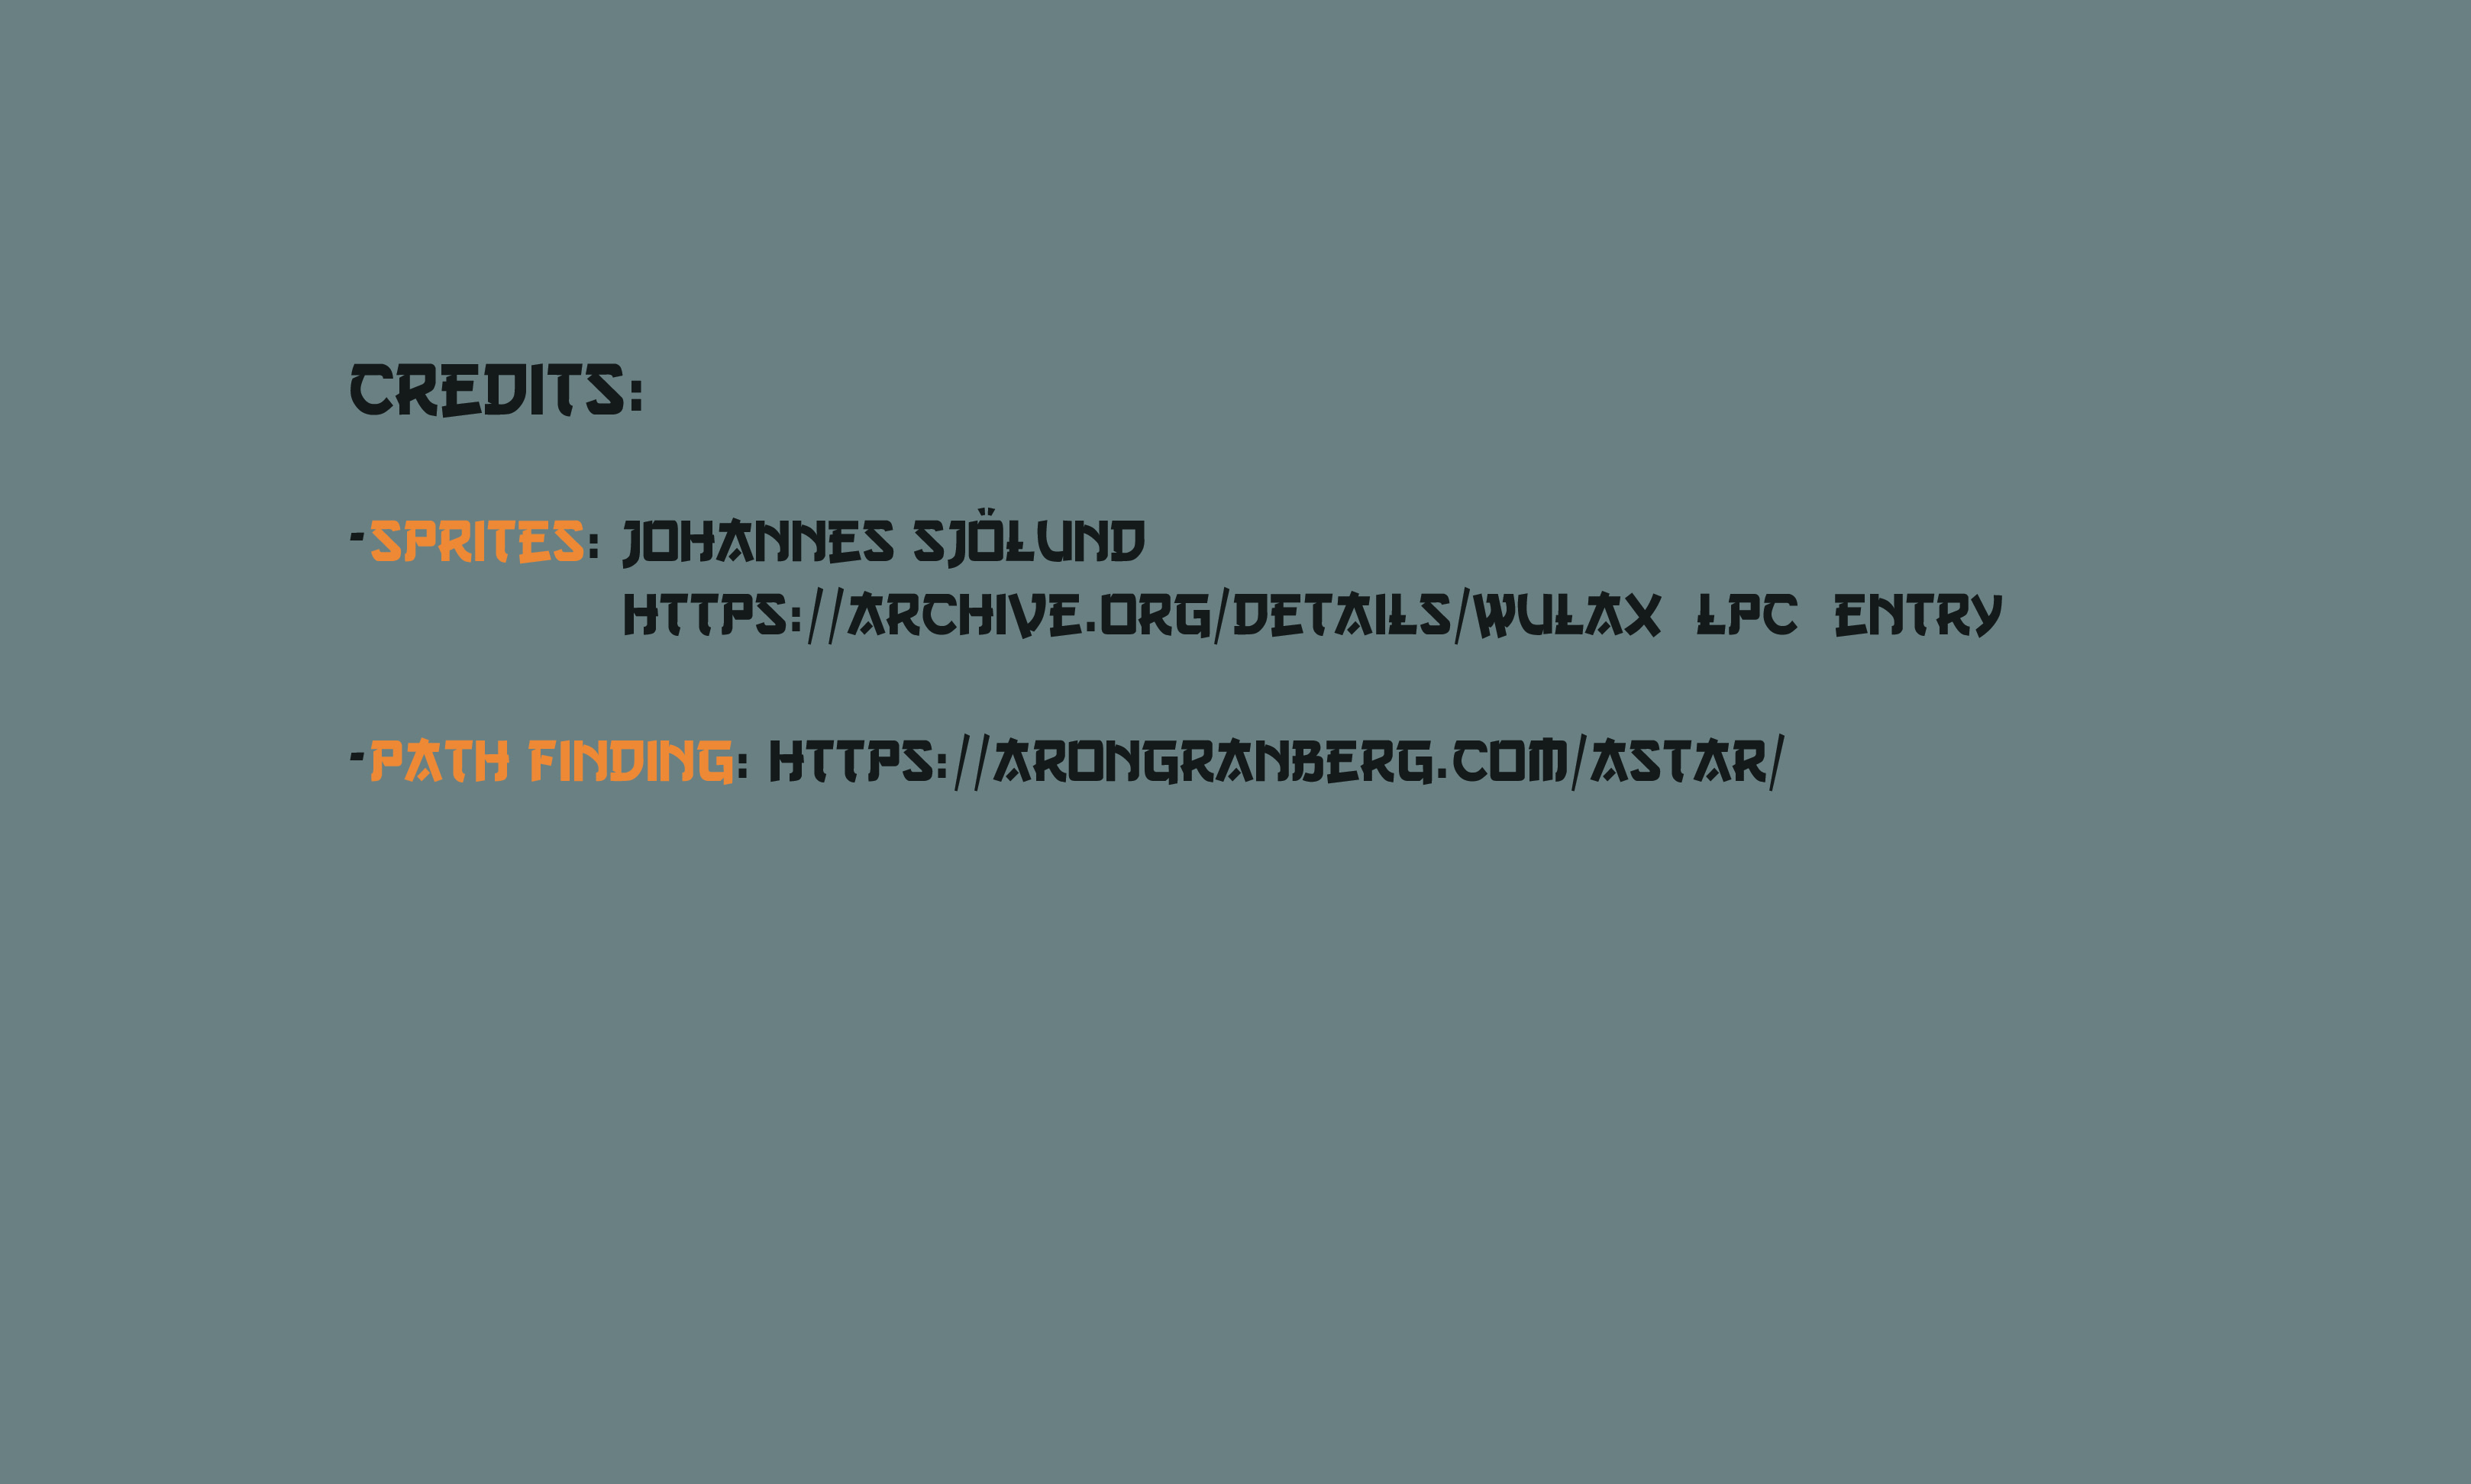 CREDITS:
-SPRITES: JOHANNES SJÖLUND
HTTPS://ARCHIVE.ORG/DETAILS/WULAX LPC ENTRY
-PATH FINDING: HTTPS://ARONGRANBERG.COM/ASTAR/